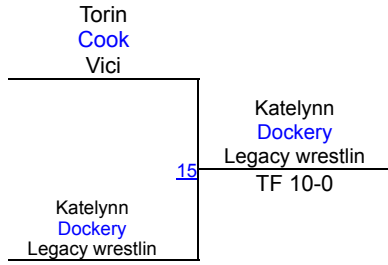 Torin
Cook
Vici
Katelynn
Dockery
Legacy wrestlin
15
TF 10-0
Katelynn
Dockery
Legacy wrestlin